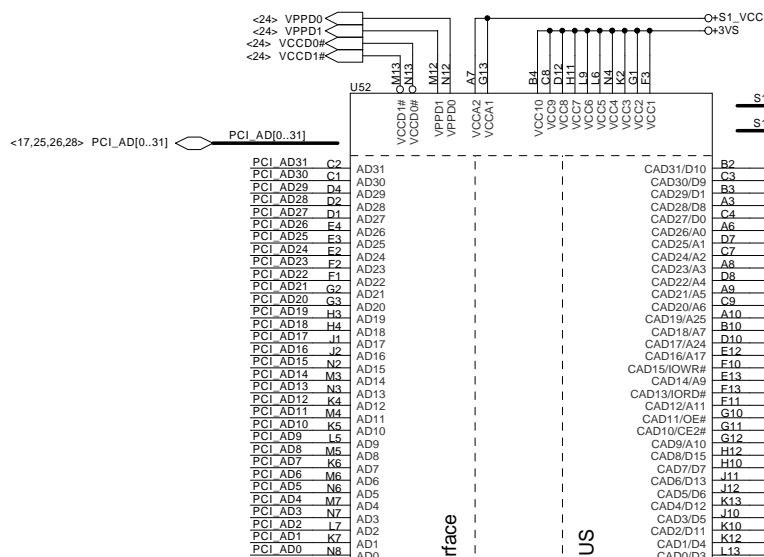 <24> VPPD0
<24> VPPD1
<24> VCCD0#
<24> VCCD1#
+S1_VCC
+3VS
M13
N13
M12
N12
A7
G13
B4
C8
D12
H11
L9
L6
N4
K2
G1
F3
U52
VCCD1#
VCCD0#
VPPD1
VPPD0
VCCA2
VCCA1
VCC10
VCC9
VCC8
VCC7
VCC6
VCC5
VCC4
VCC3
VCC2
VCC1
S1
S1
<17,25,26,28> PCI_AD[0..31]
PCI_AD[0..31]
PCI_AD31 C2 AD31 CAD31/D10 B2
PCI_AD30 C1 AD30 CAD30/D9 C3
PCI_AD29 D4 AD29 CAD29/D1 B3
PCI_AD28 D2 AD28 CAD28/D8 A3
PCI_AD27 D1 AD27 CAD27/D0 C4
PCI_AD26 E4 AD26 CAD26/A0 A6
PCI_AD25 E3 AD25 CAD25/A1 D7
PCI_AD24 E2 AD24 CAD24/A2 C7
PCI_AD23 F2 AD23 CAD23/A3 A8
PCI_AD22 F1 AD22 CAD22/A4 D8
PCI_AD21 G2 AD21 CAD21/A5 A9
PCI_AD20 G3 AD20 CAD20/A6 C9
PCI_AD19 H3 AD19 CAD19/A25 A10
PCI_AD18 H4 AD18 CAD18/A7 B10
PCI_AD17 J1 AD17 CAD17/A24 D10
PCI_AD16 J2 AD16 CAD16/A17 E12
PCI_AD15 N2 AD15 CAD15/IOWR# F10
PCI_AD14 M3 AD14 CAD14/A9 E13
PCI_AD13 N3 AD13 CAD13/IORD# F13
PCI_AD12 K4 AD12 CAD12/A11 F11
PCI_AD11 M4 AD11 CAD11/OE# G10
PCI_AD10 K5 AD10 CAD10/CE2# G11
PCI_AD9 L5 AD9 CAD9/A10 G12
PCI_AD8 M5 AD8 CAD8/D15 H12
PCI_AD7 K6 AD7 CAD7/D7 H10
PCI_AD6 M6 AD6 CAD6/D13 J11
PCI_AD5 N6 AD5 CAD5/D6 J12
PCI_AD4 M7 AD4 CAD4/D12 K13
PCI_AD3 N7 AD3 CAD3/D5 J10
PCI_AD2 L7 AD2 CAD2/D11 K10
PCI_AD1 K7 AD1 CAD1/D4 K12
PCI_AD0 N8 AD0 CAD0/D3 L13
rface
US